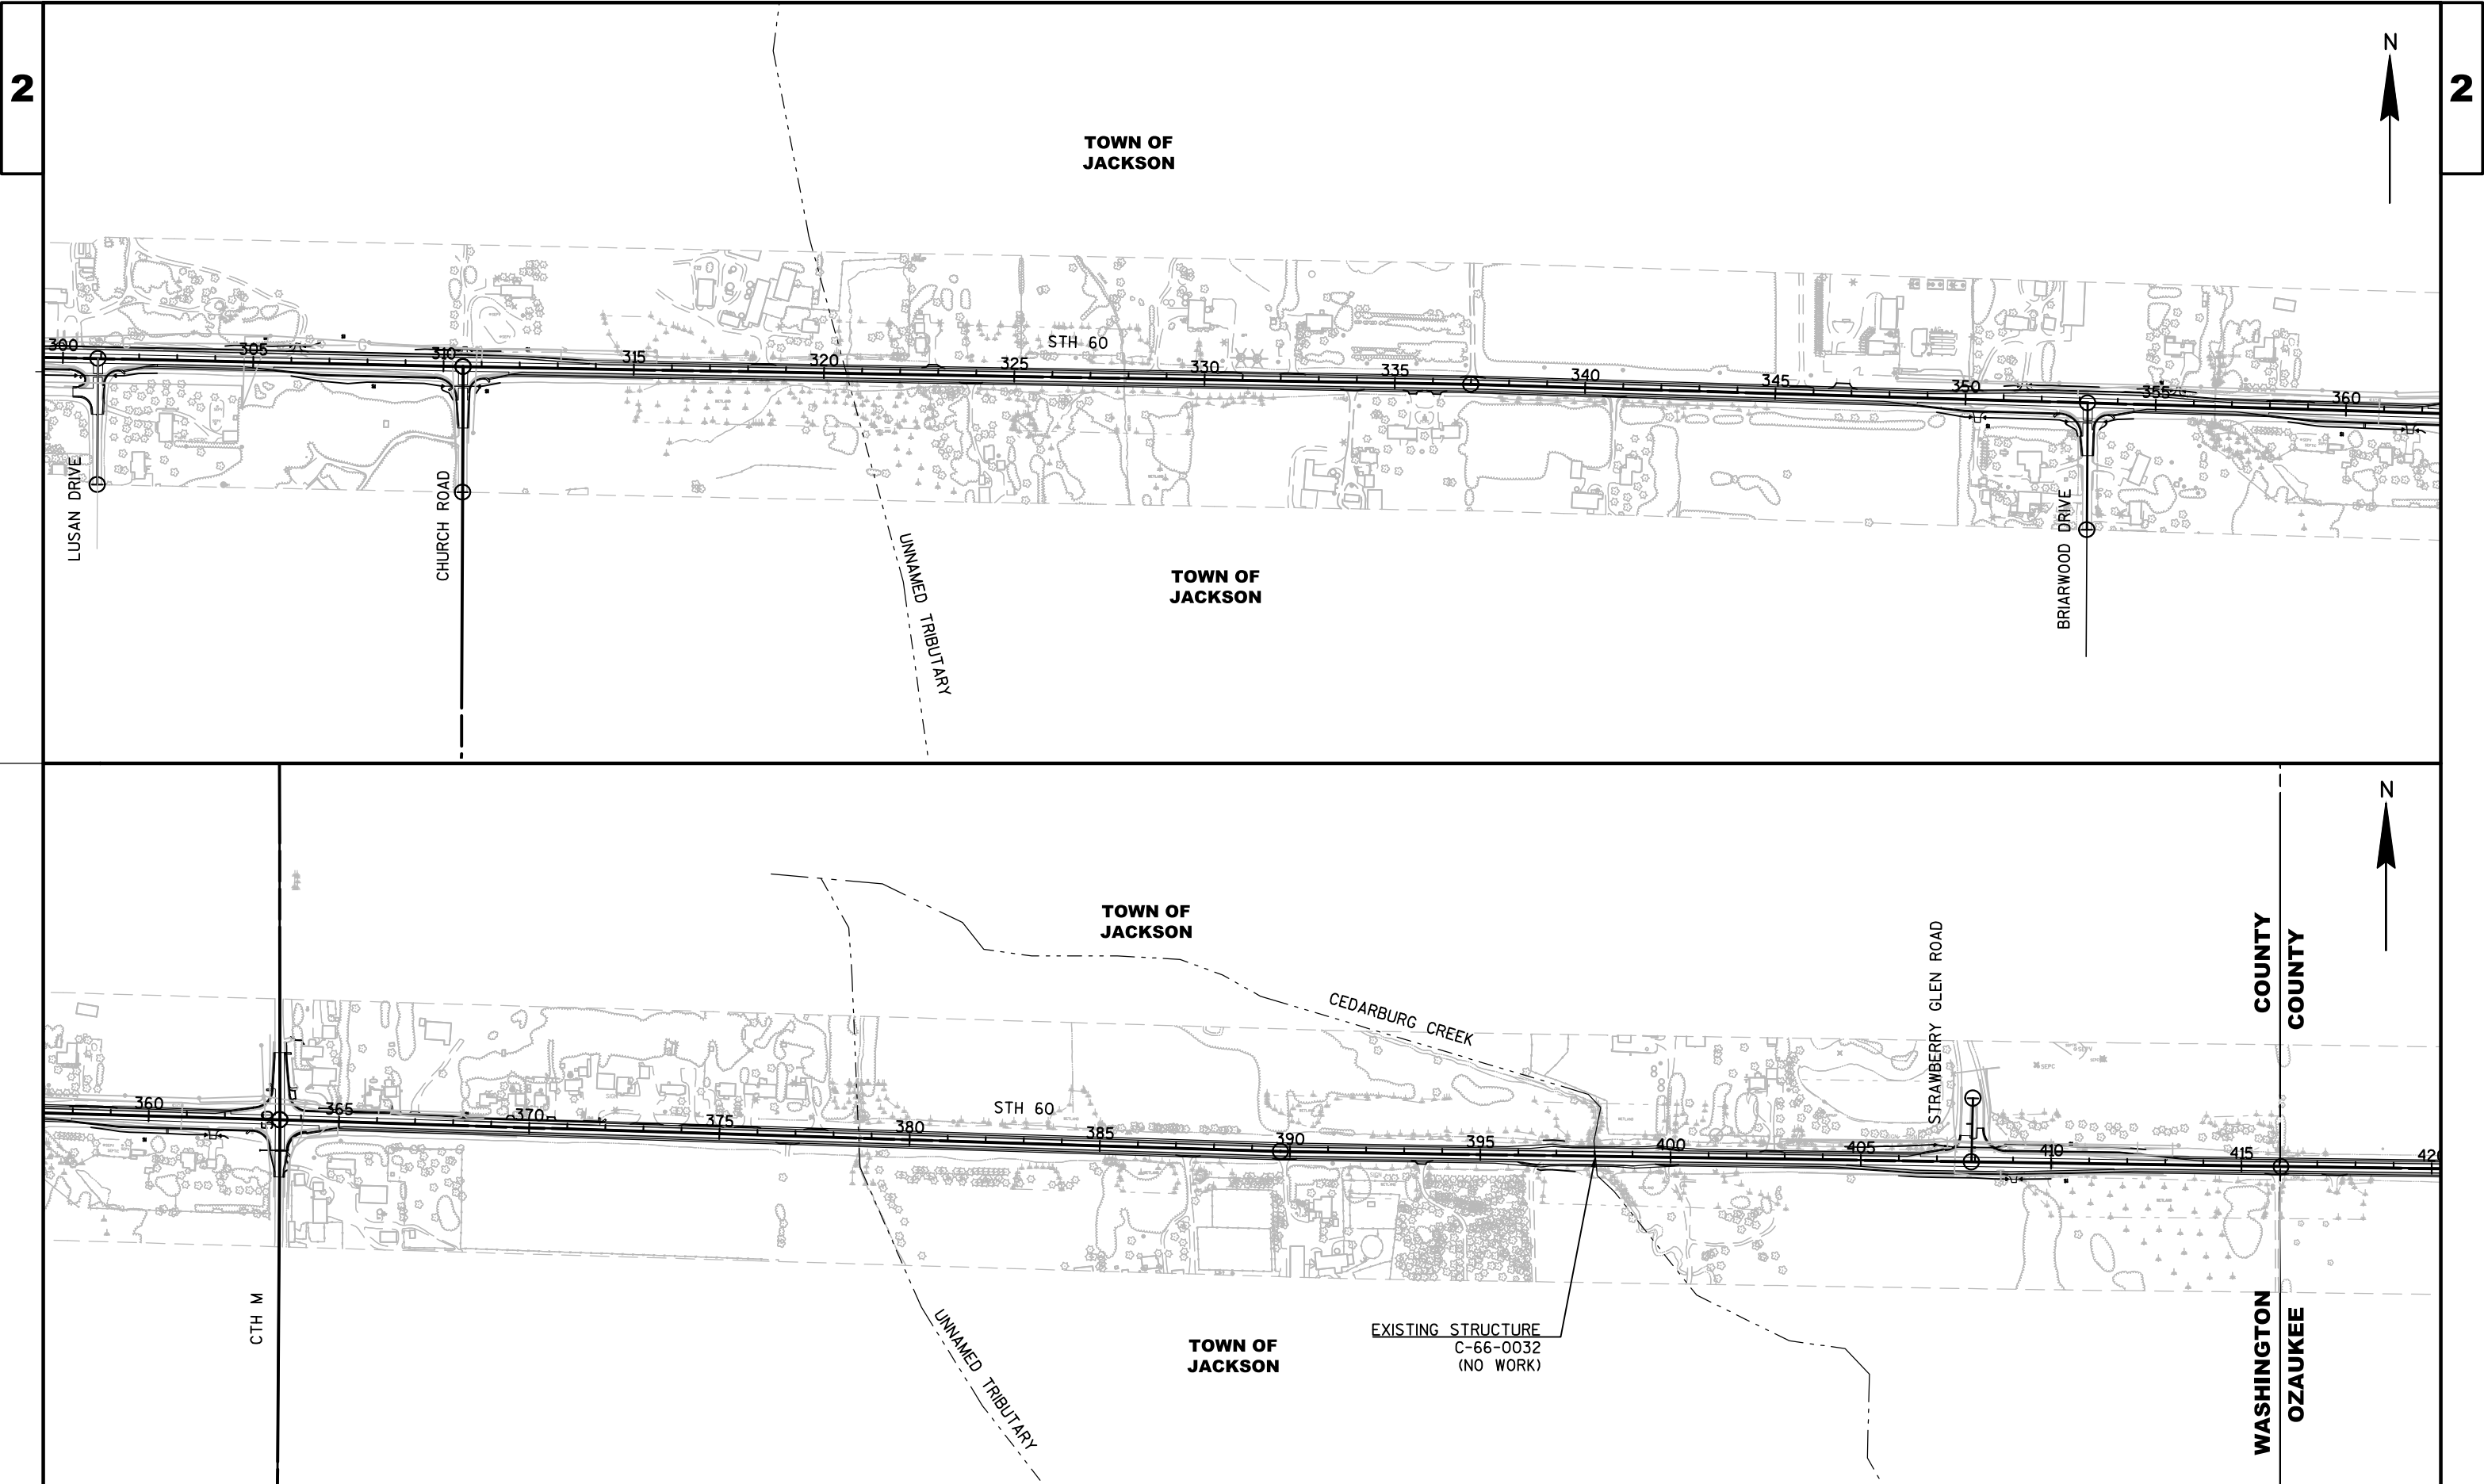 2
2
N
TOWN OF
JACKSON
STH 60
300
305
310
315
320
325
330
335
340
345
350
355
360
LUSAN DRIVE
CHURCH ROAD
UNNAMED TRIBUTARY
BRIARWOOD DRIVE
TOWN OF
JACKSON
N
TOWN OF
JACKSON
CEDARBURG CREEK
STRAWBERRY GLEN ROAD
COUNTY
COUNTY
STH 60
360
365
370
375
380
385
390
395
400
405
410
415
SEPC
WETLAND
CTH M
UNNAMED TRIBUTARY
TOWN OF
JACKSON
EXISTING STRUCTURE
C-66-0032
(NO WORK)
WASHINGTON
OZAUKEE